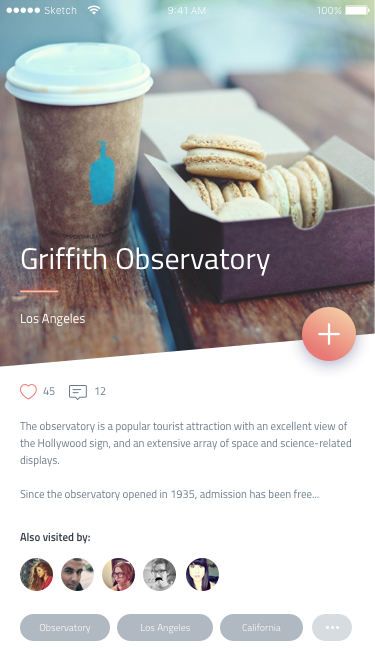 Sketch 9:41 AM 100%
Griffith Observatory
Los Angeles
45 12
The observatory is a popular tourist attraction with an excellent view of
the Hollywood sign, and an extensive array of space and science-related
displays.
Since the observatory opened in 1935, admission has been free...
Also visited by:
Observatory Los Angeles California